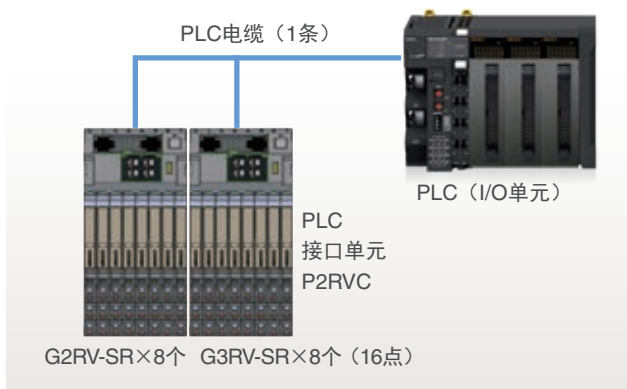 PLC电缆（1条）
PLC（I/O单元）
PLC
接口单元
P2RVC
G2RV-SR×8个 G3RV-SR×8个（16点）